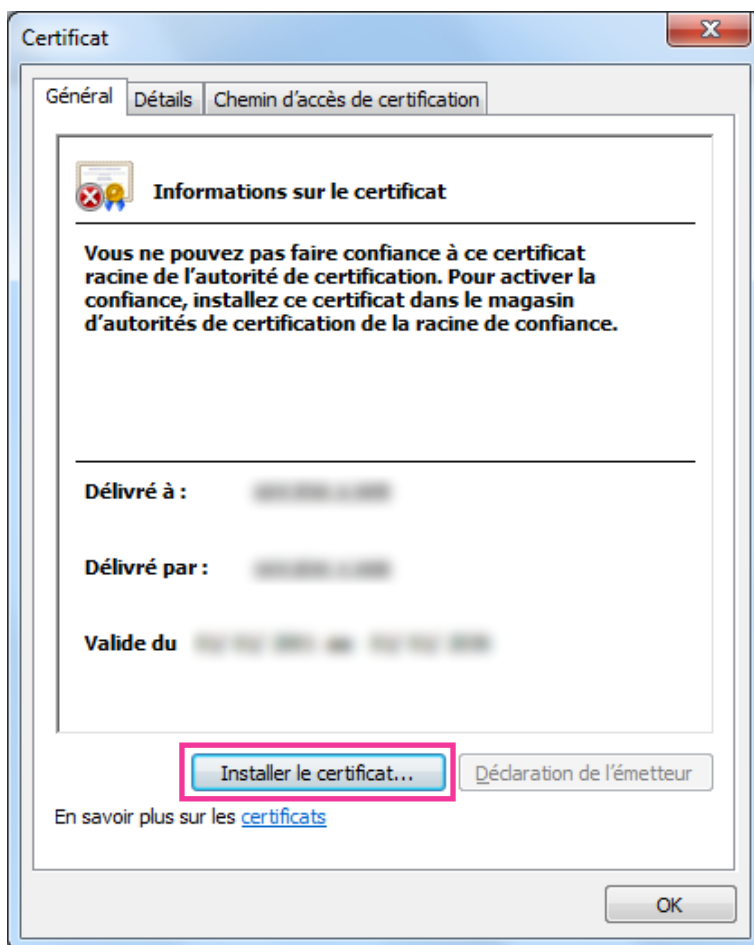 Certificat
Général Détails Chemin d'accès de certification
Informations sur le certificat
Vous ne pouvez pas faire confiance à ce certificat
racine de l'autorité de certification. Pour activer la
confiance, installez ce certificat dans le magasin
d'autorités de certification de la racine de confiance.
Délivré à :
Délivré par :
Valide du
Installer le certificat... Déclaration de l'émetteur
En savoir plus sur les certificats
OK